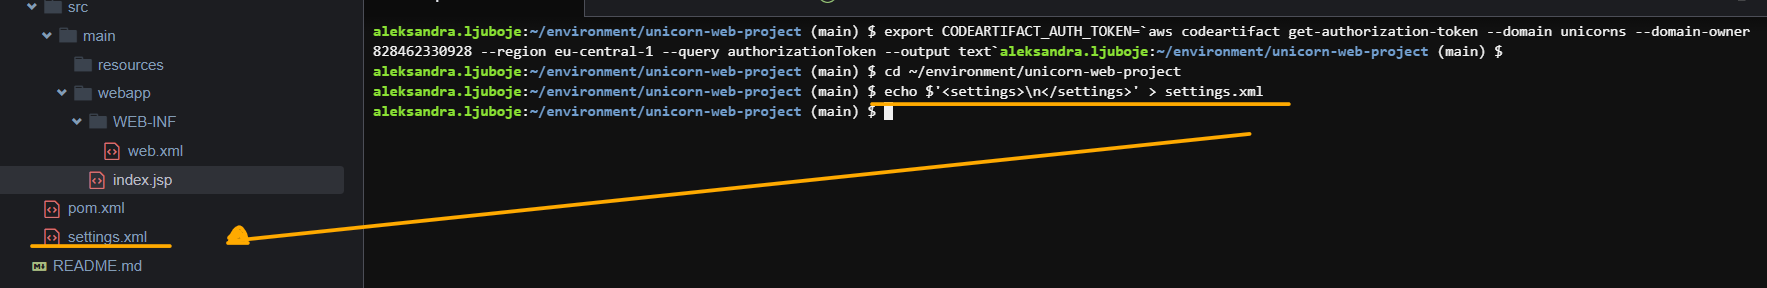 src
main
resources
webapp
WEB-INF
web.xml
index.jsp
pom.xml
settings.xml
README.md
aleksandra.ljuboje:~/environment/unicorn-web-project (main) $ export CODEARTIFACT_AUTH_TOKEN=`aws codeartifact get-authorization-token --domain unicorns --domain-owner
828462330928 --region eu-central-1 --query authorizationToken --output text`aleksandra.ljuboje:~/environment/unicorn-web-project (main) $
aleksandra.ljuboje:~/environment/unicorn-web-project (main) $ cd ~/environment/unicorn-web-project
aleksandra.ljuboje:~/environment/unicorn-web-project (main) $ echo $'<settings>\n</settings>' > settings.xml
aleksandra.ljuboje:~/environment/unicorn-web-project (main) $